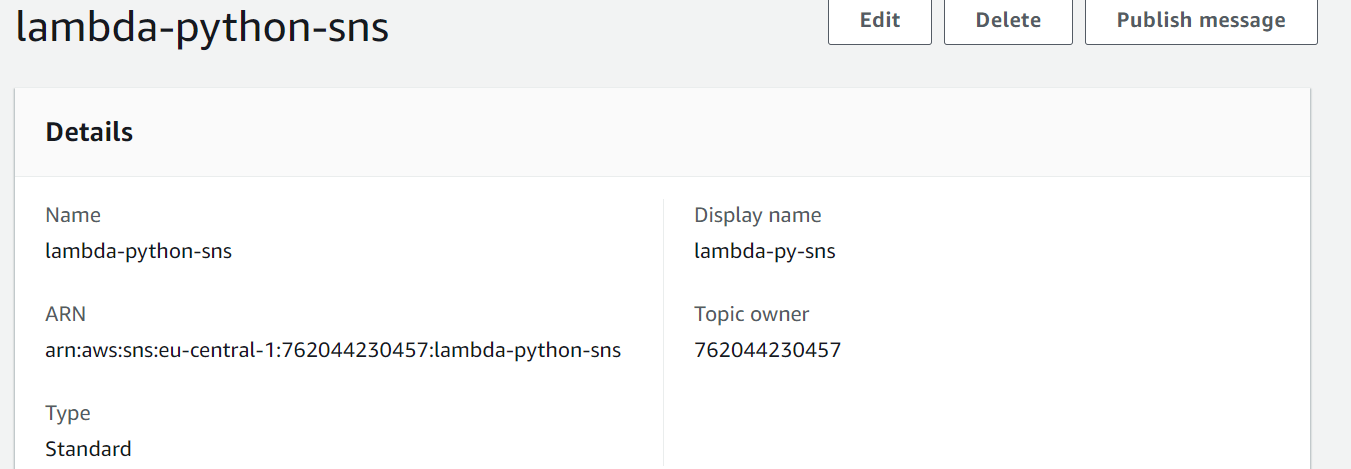 lambda-python-sns
Edit
Delete
Publish message
Details
Name
lambda-python-sns
Display name
lambda-py-sns
ARN
arn:aws:sns:eu-central-1:762044230457:lambda-python-sns
Topic owner
762044230457
Type
Standard